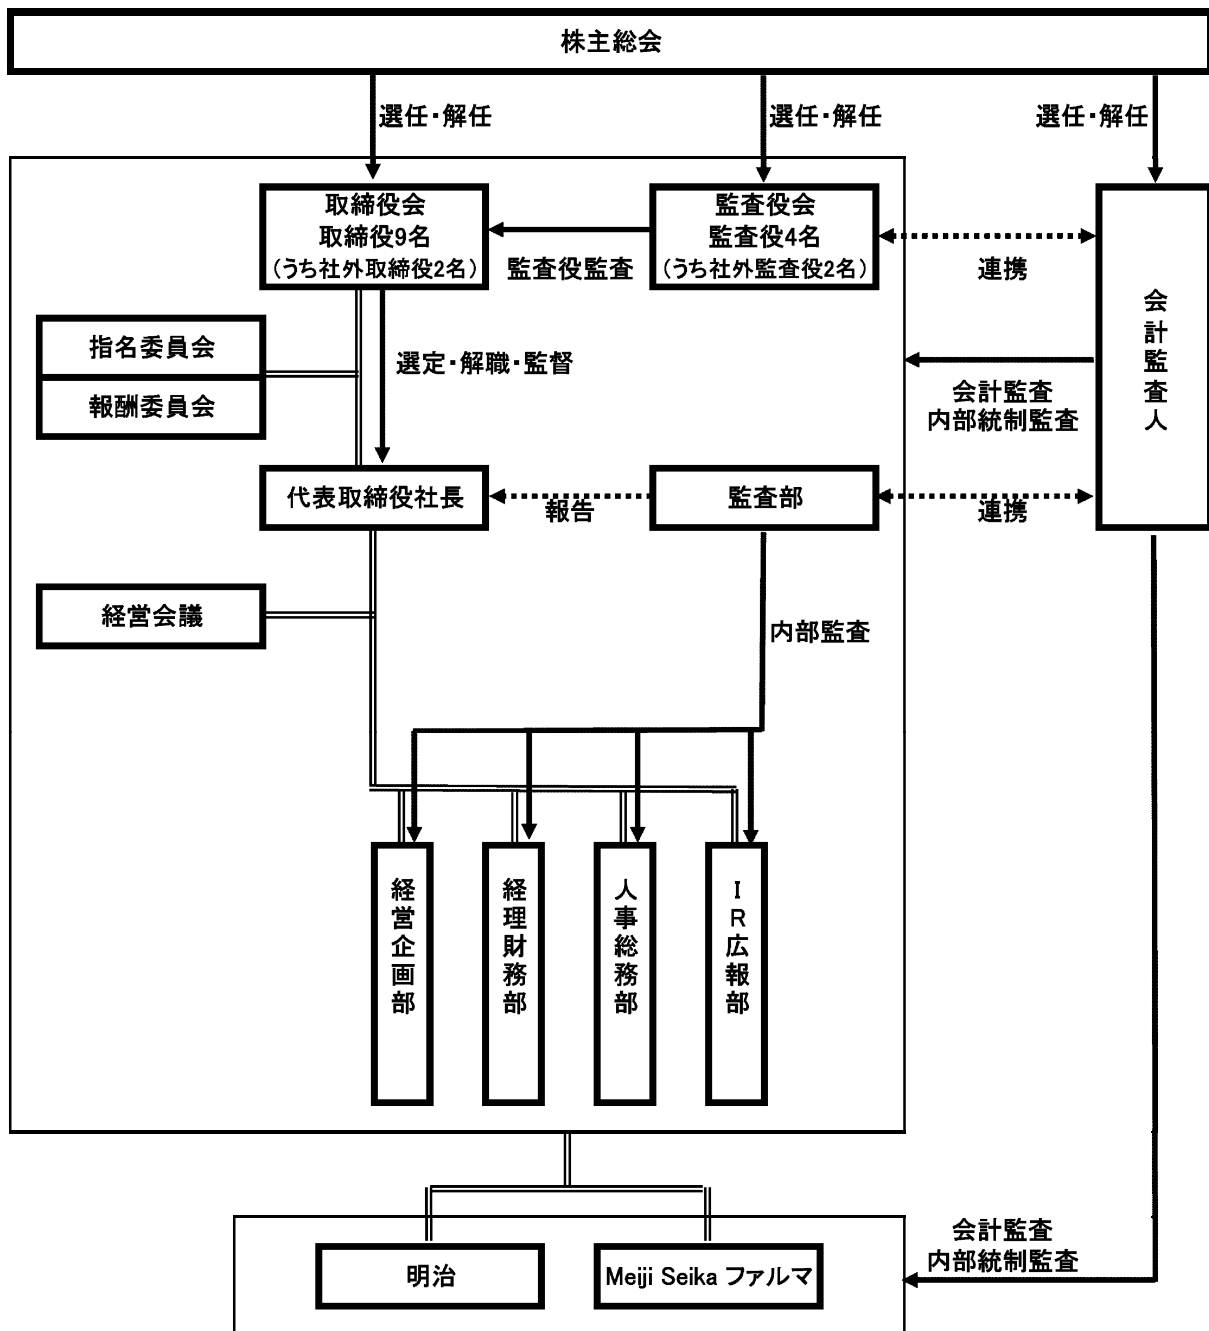 株主総会
選任・解任
選任・解任
選任・解任
取締役会
取締役9名
（うち社外取締役2名）
監査役監査
監査役会
監査役4名
（うち社外監査役2名）
連携
会計監査人
指名委員会
報酬委員会
選定・解職・監督
会計監査
内部統制監査
代表取締役社長
報告
監査部
連携
経営会議
内部監査
経営企画部
経理財務部
人事総務部
ＩＲ広報部
明治
Meiji Seika ファルマ
会計監査
内部統制監査